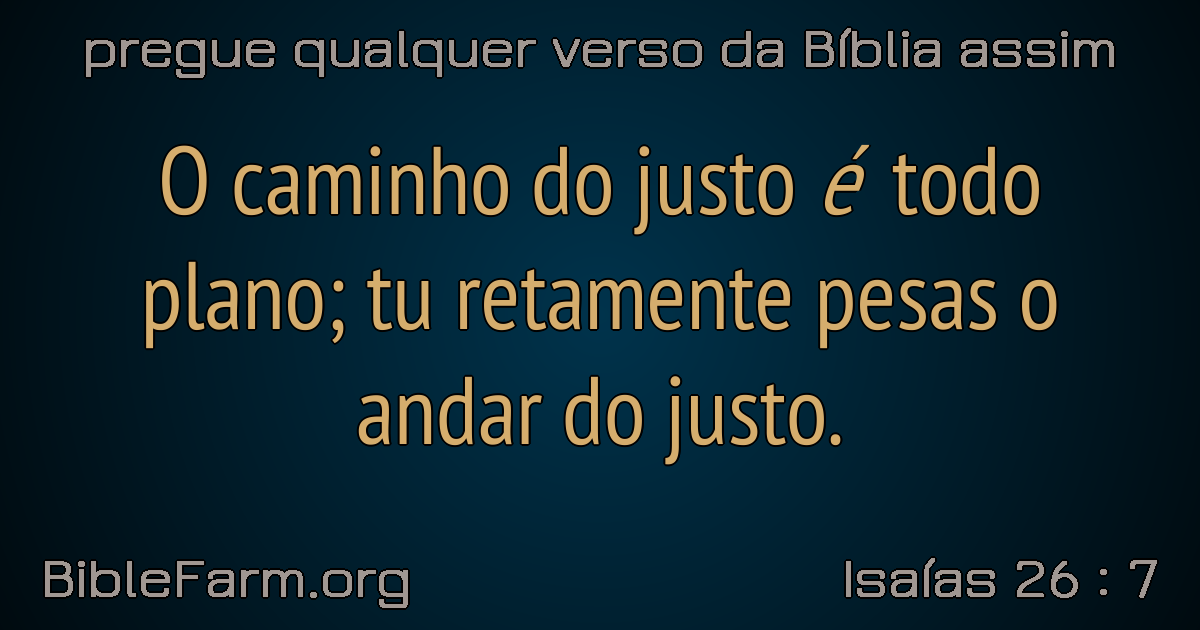 pregue qualquer verso da Bíblia assim
O caminho do justo é todo
plano; tu retamente pesas o
andar do justo.
BibleFarm.org
Isaías 26 : 7